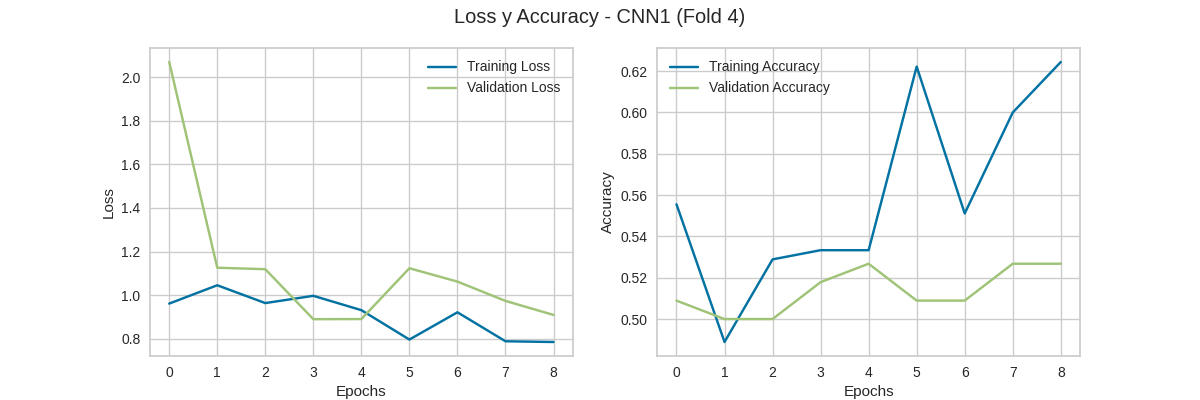 Loss y Accuracy - CNN1 (Fold 4)
Training Loss
Validation Loss
2.0
1.8
1.6
1.4
1.2
1.0
0.8
Loss
0 1 2 3 4 5 6 7 8
Epochs
Training Accuracy
Validation Accuracy
0.62
0.60
0.58
0.56
0.54
0.52
0.50
Accuracy
0 1 2 3 4 5 6 7 8
Epochs